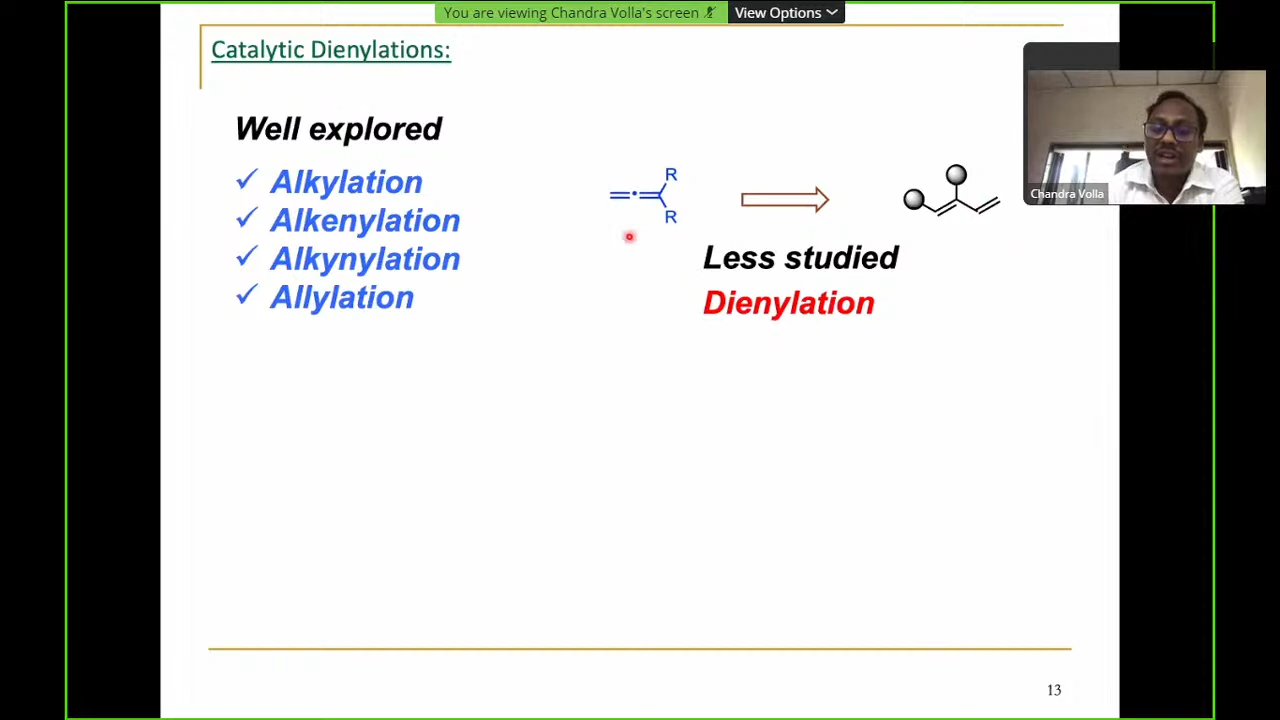 You are viewing Chandra Volla's screen
View Options
Catalytic Dienylations:
Well explored
✓ Alkylation
✓ Alkenylation
✓ Alkynylation
✓ Allylation
R
R
Less studied
Dienylation
Chandra Volla
13